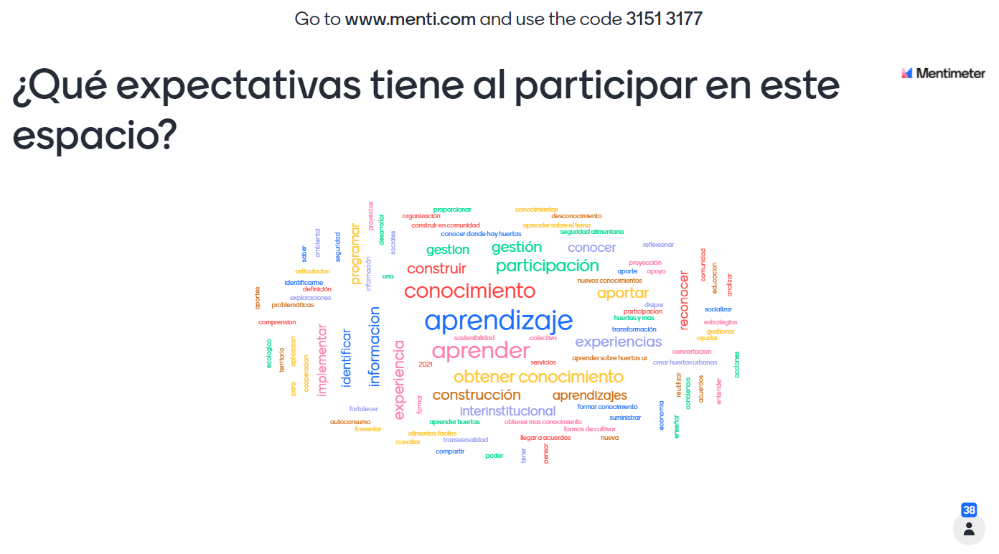 Go to www.menti.com and use the code 3151 3177
Mentimeter
¿Qué expectativas tiene al participar en este
espacio?
proporcionar
conocimientos
organización
desconocimiento
construir en comunidad
aprender sobre el tema
conocer donde hay huertas
seguridad alimentaria
proyectos
desarrollar
sociales
programar
seguridad
ambiental
saber
gestion
gestión
conocer
reflexionar
construir
participación
proyección
aporte
apoyo
información
una
articulacion
identificarme
definición
exploraciones
problemáticas
aportes
nuevos conocimientos
conocimiento
aportar
reconocer
comunidad
educacion
analizar
disipar
participacion
huertas y mas
socializar
comprension
aprendizaje
transformación
estrategias
gestionar
ayudar
sostenibilidad
colectiva
experiencias
ecologica
territorio
aplicacion
cooperacion
para
implementar
identificar
informacion
experiencia
aprender
concertacion
aprender sobre huertas ur
crear huertas urbanas
acciones
2021
servicios
obtener conocimiento
reutilizar
conciencia
acuerdos
entender
construcción
aprendizajes
formar
fortalecer
interinstitucional
formar conocimiento
suministrar
economia
enseñar
autoconsumo
aprender huertas
obtener mas conocimiento
fomentar
alimentos faciles
formas de cultivar
conciliar
transversalidad
llegar a acuerdos
nueva
compartir
poder
tener
pensar
38